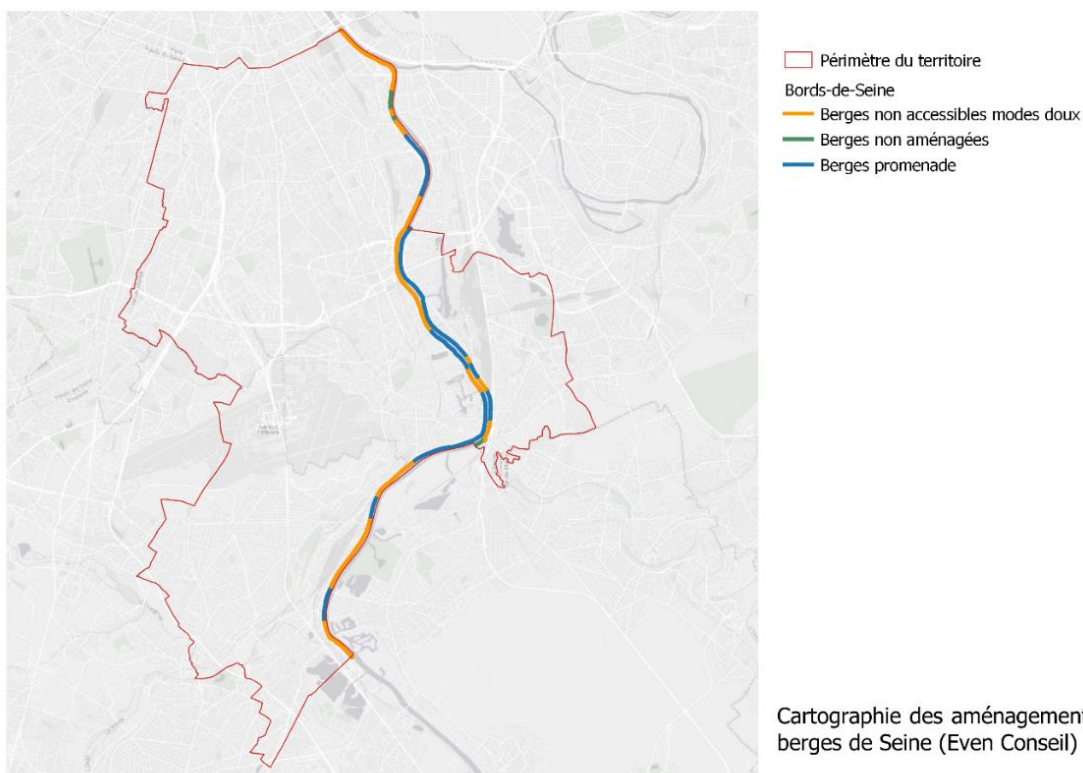 Périmètre du territoire
Bords-de-Seine
Berges non accessibles modes doux
Berges non aménagées
Berges promenade
Cartographie des aménagement
berges de Seine (Even Conseil)